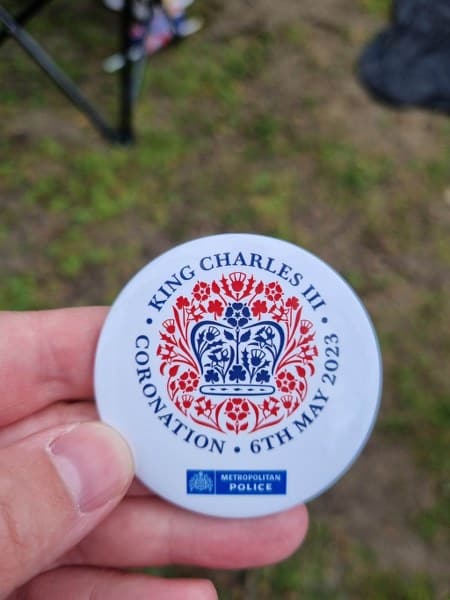 KING CHARLES III
• CORONATION • 6TH MAY 2023 •
METROPOLITAN
POLICE